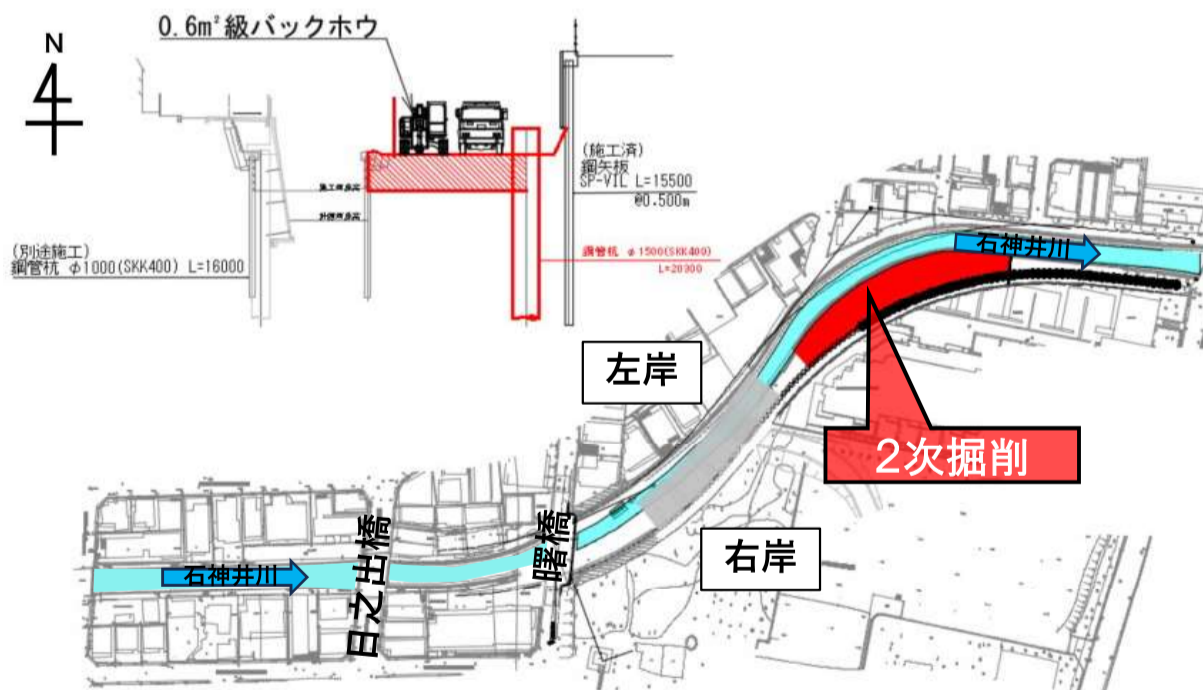 0.6m³級バックホウ
N
(施工済)
鋼矢板
SP-VIL L=15500
@0.500m
(別途施工)
鋼管杭 φ1000(SKK400) L=16000
鋼管杭 φ1500(SKK400)
石神井川
左岸
2次掘削
右岸
日之出橋
曙橋
石神井川